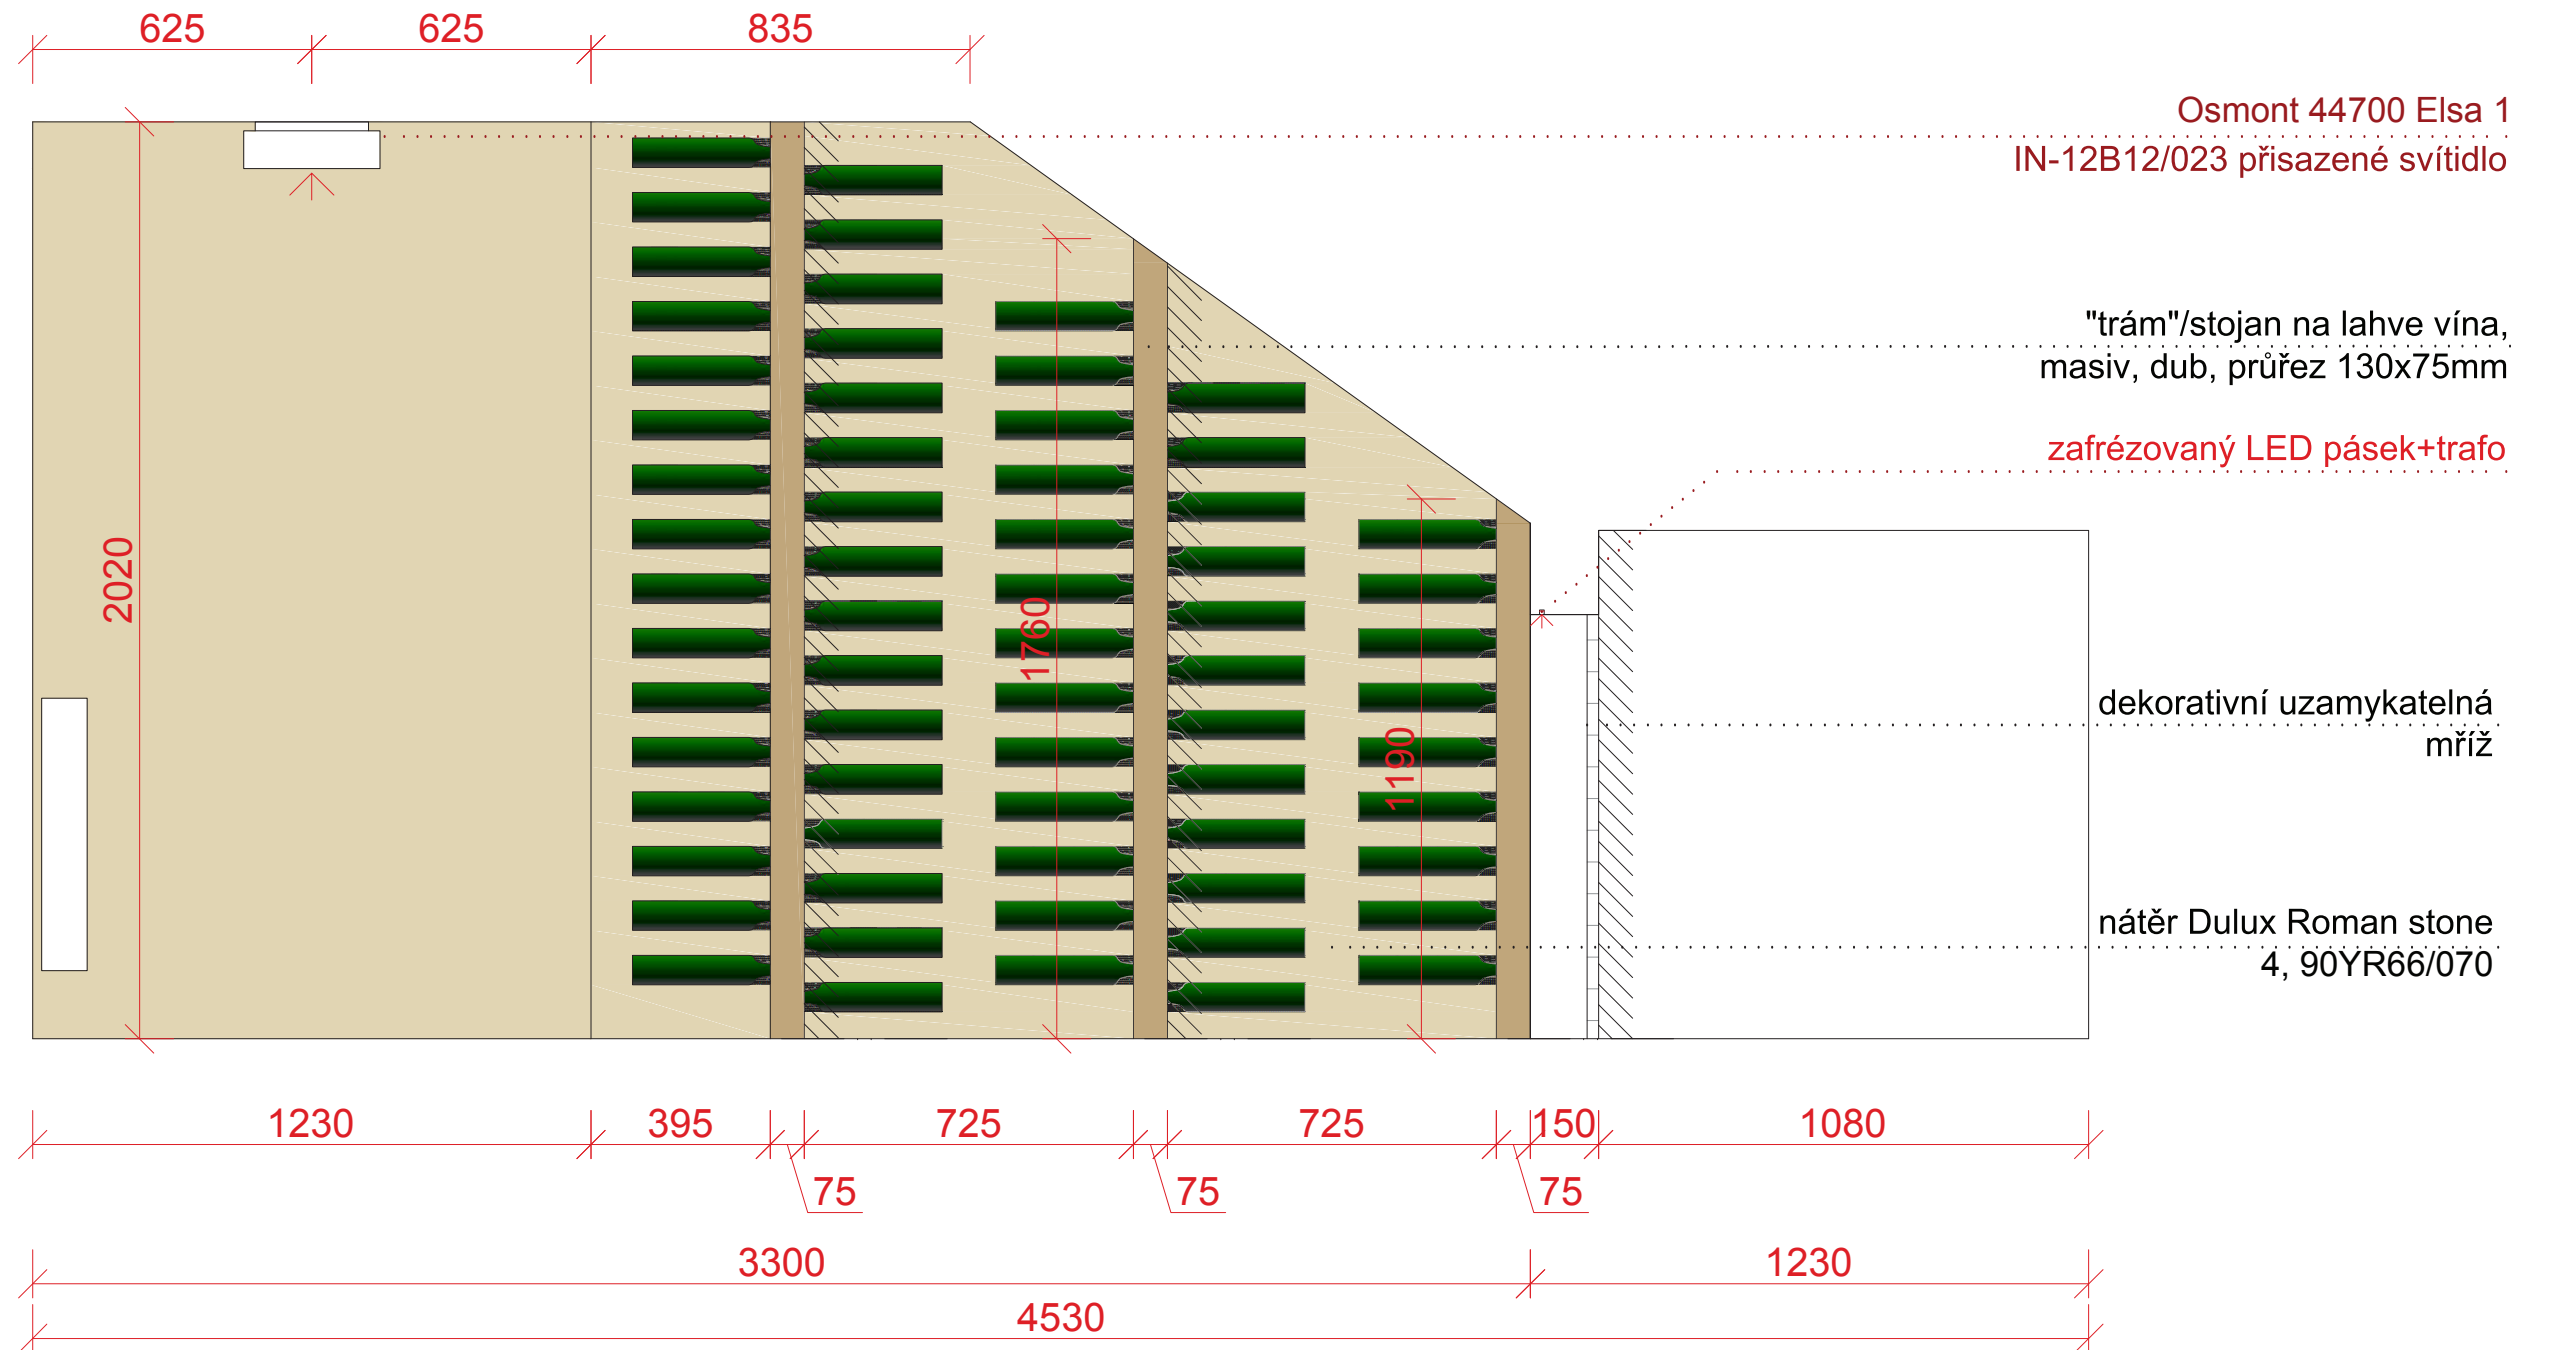 625
625
835
Osmont 44700 Elsa 1
IN-12B12/023 přisazené svítidlo
"trám"/stojan na lahve vína,
masiv, dub, průřez 130x75mm
zafrézovaný LED pásek+trafo
2020
1760
1190
dekorativní uzamykatelná
mříž
nátěr Dulux Roman stone
4, 90YR66/070
1230
395
725
725
150
1080
75
75
75
3300
1230
4530